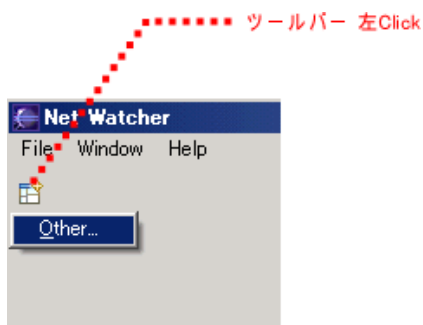 ツールバー 左Click
Net Watcher
File Window Help
Other...